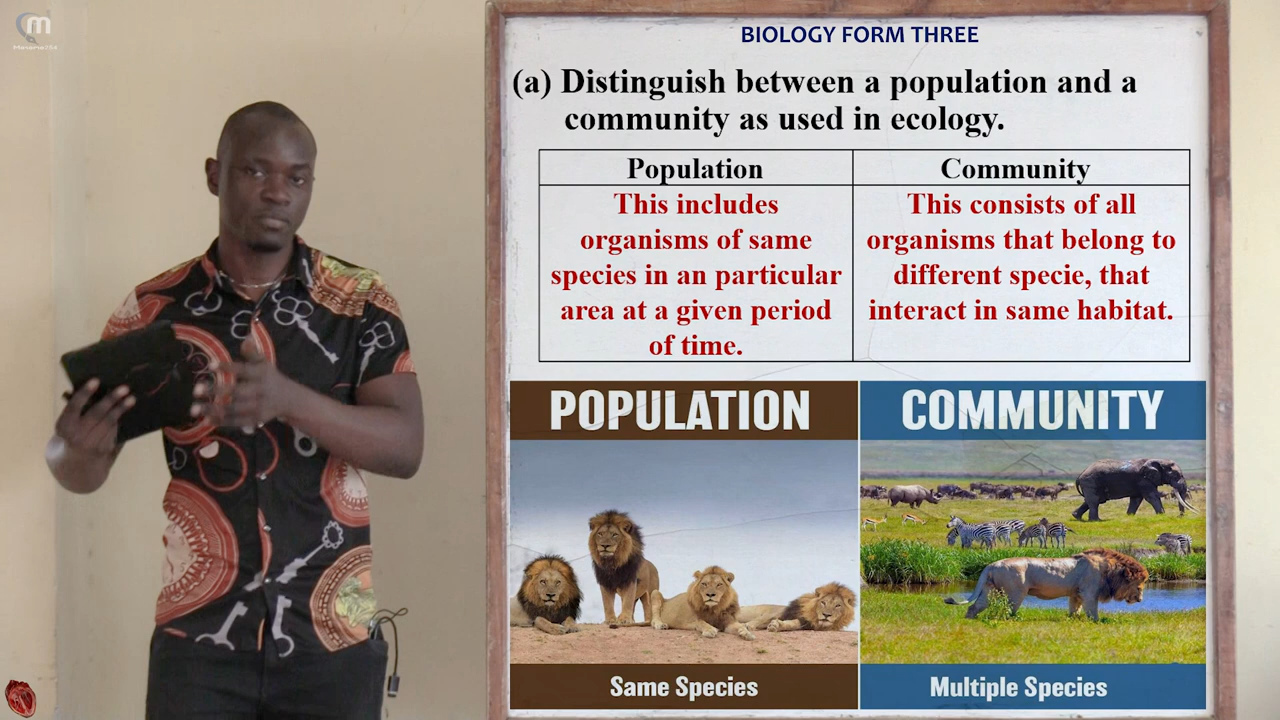 m
BIOLOGY FORM THREE
(a) Distinguish between a population and a
community as used in ecology.
Population
Community
This includes
organisms of same
species in an particular
area at a given period
of time.
This consists of all
organisms that belong to
different specie, that
interact in same habitat.
POPULATION
COMMUNITY
Same Species
Multiple Species